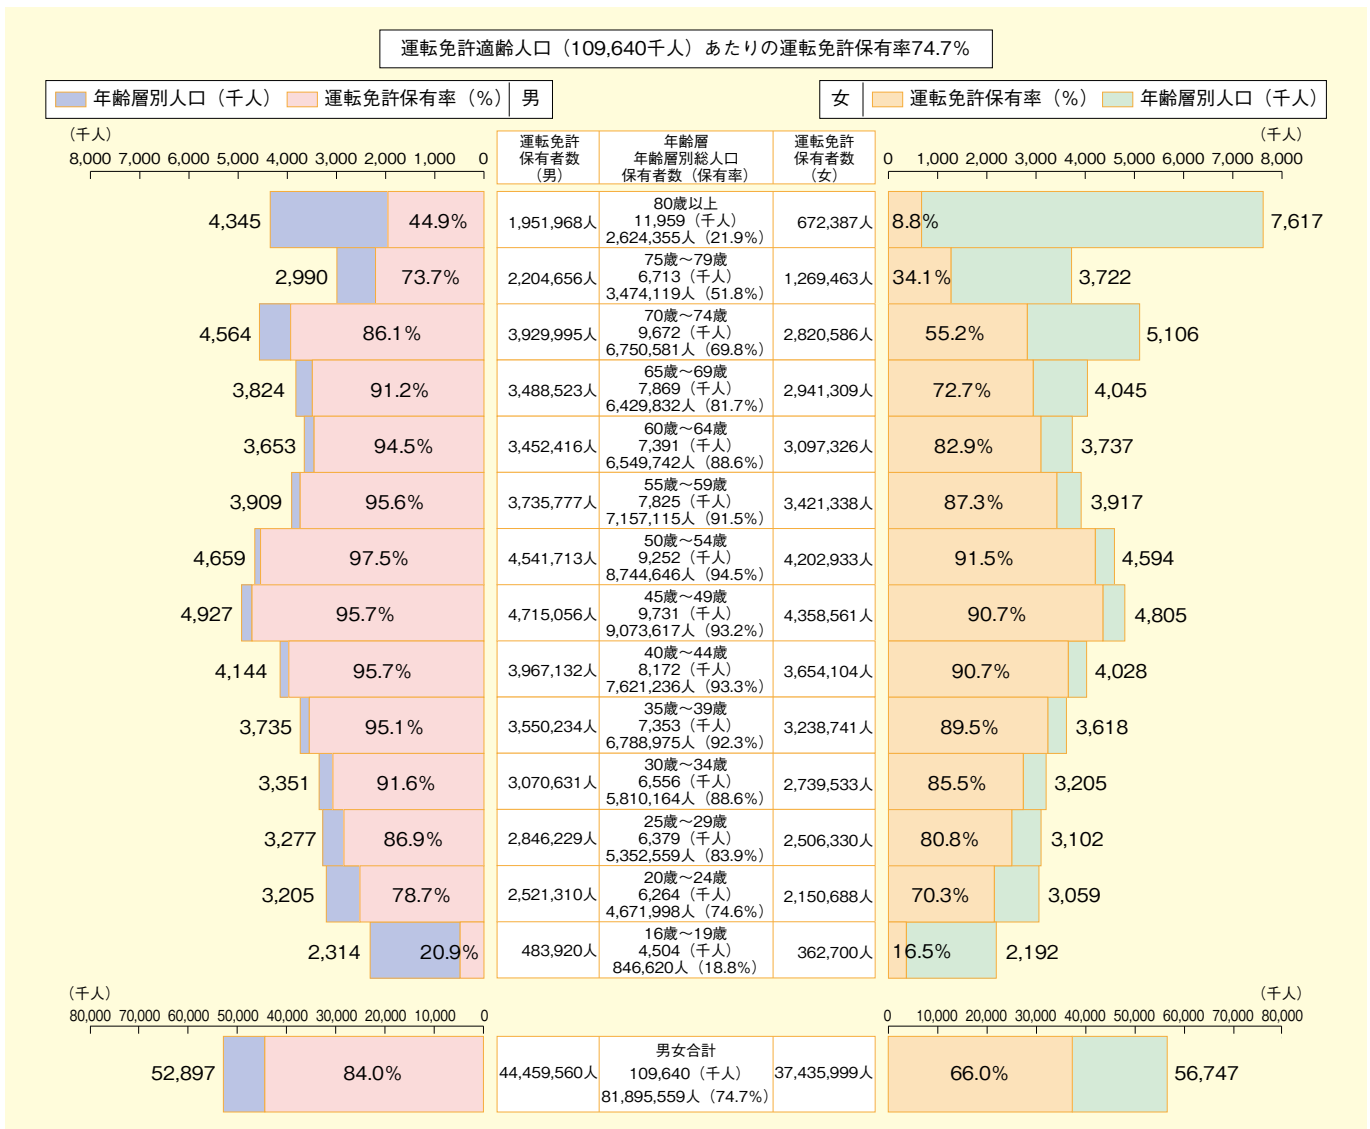 運転免許適齢人口（109,640千人）あたりの運転免許保有率74.7%
年齢層別人口（千人） 運転免許保有率（%） 男
女 運転免許保有率（%） 年齢層別人口（千人）
（千人）
8,000 7,000 6,000 5,000 4,000 3,000 2,000 1,000 0
運転免許
保有者数
（男）
年齢層
年齢層別総人口
保有者数（保有率）
運転免許
保有者数
（女）
（千人）
0 1,000 2,000 3,000 4,000 5,000 6,000 7,000 8,000
4,345 44.9% 1,951,968人
80歳以上
11,959（千人）
2,624,355人（21.9%）
672,387人 8.8% 7,617
2,990 73.7% 2,204,656人
75歳～79歳
6,713（千人）
3,474,119人（51.8%）
1,269,463人 34.1% 3,722
4,564 86.1% 3,929,995人
70歳～74歳
9,672（千人）
6,750,581人（69.8%）
2,820,586人 55.2% 5,106
3,824 91.2% 3,488,523人
65歳～69歳
7,869（千人）
6,429,832人（81.7%）
2,941,309人 72.7% 4,045
3,653 94.5% 3,452,416人
60歳～64歳
7,391（千人）
6,549,742人（88.6%）
3,097,326人 82.9% 3,737
3,909 95.6% 3,735,777人
55歳～59歳
7,825（千人）
7,157,115人（91.5%）
3,421,338人 87.3% 3,917
4,659 97.5% 4,541,713人
50歳～54歳
9,252（千人）
8,744,646人（94.5%）
4,202,933人 91.5% 4,594
4,927 95.7% 4,715,056人
45歳～49歳
9,731（千人）
9,073,617人（93.2%）
4,358,561人 90.7% 4,805
4,144 95.7% 3,967,132人
40歳～44歳
8,172（千人）
7,621,236人（93.3%）
3,654,104人 90.7% 4,028
3,735 95.1% 3,550,234人
35歳～39歳
7,353（千人）
6,788,975人（92.3%）
3,238,741人 89.5% 3,618
3,351 91.6% 3,070,631人
30歳～34歳
6,556（千人）
5,810,164人（88.6%）
2,739,533人 85.5% 3,205
3,277 86.9% 2,846,229人
25歳～29歳
6,379（千人）
5,352,559人（83.9%）
2,506,330人 80.8% 3,102
3,205 78.7% 2,521,310人
20歳～24歳
6,264（千人）
4,671,998人（74.6%）
2,150,688人 70.3% 3,059
2,314 20.9% 483,920人
16歳～19歳
4,504（千人）
846,620人（18.8%）
362,700人 16.5% 2,192
（千人）
80,000 70,000 60,000 50,000 40,000 30,000 20,000 10,000 0
（千人）
0 10,000 20,000 30,000 40,000 50,000 60,000 70,000 80,000
52,897 84.0% 44,459,560人
男女合計
109,640（千人）
81,895,559人（74.7%）
37,435,999人 66.0% 56,747